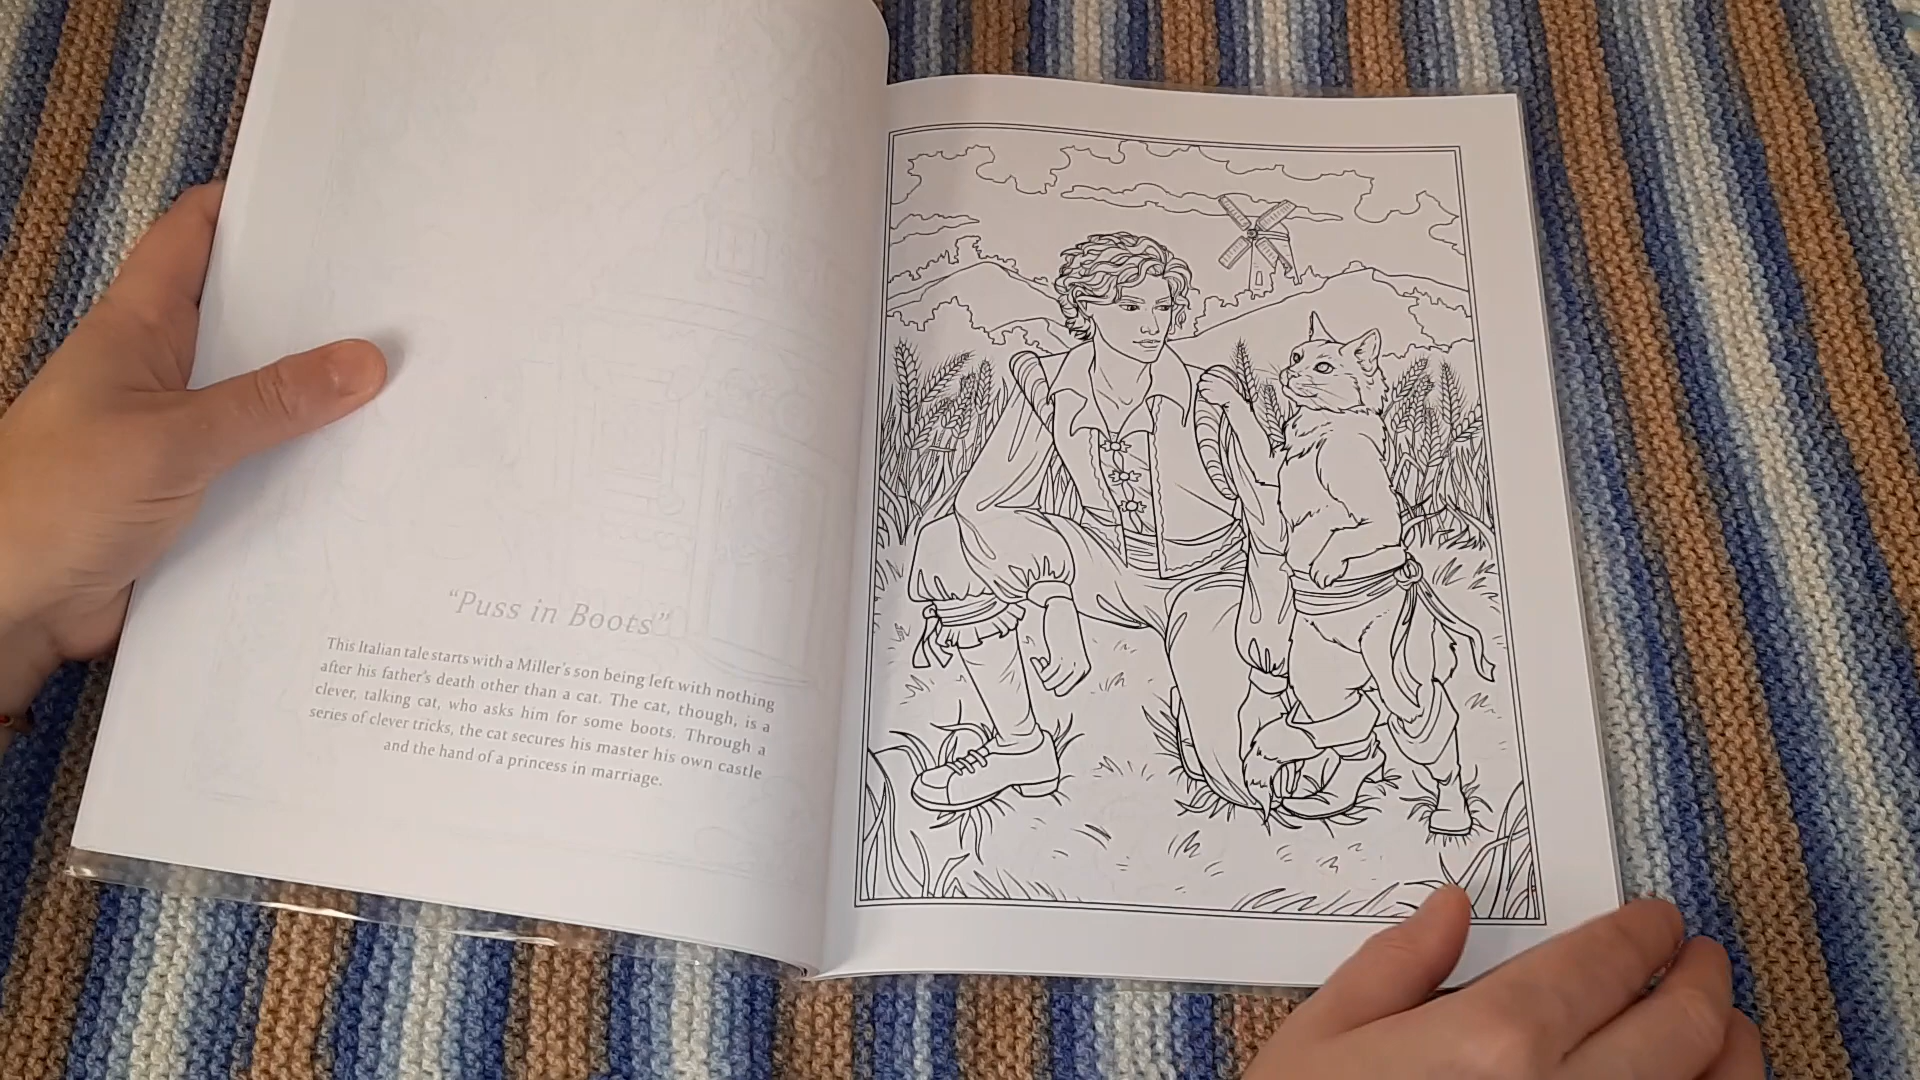 “Puss in Boots”
This Italian tale starts with a Miller’s son being left with nothing
after his father’s death other than a cat. The cat, though, is a
clever, talking cat, who asks him for some boots. Through a
series of clever tricks, the cat secures his master his own castle
and the hand of a princess in marriage.